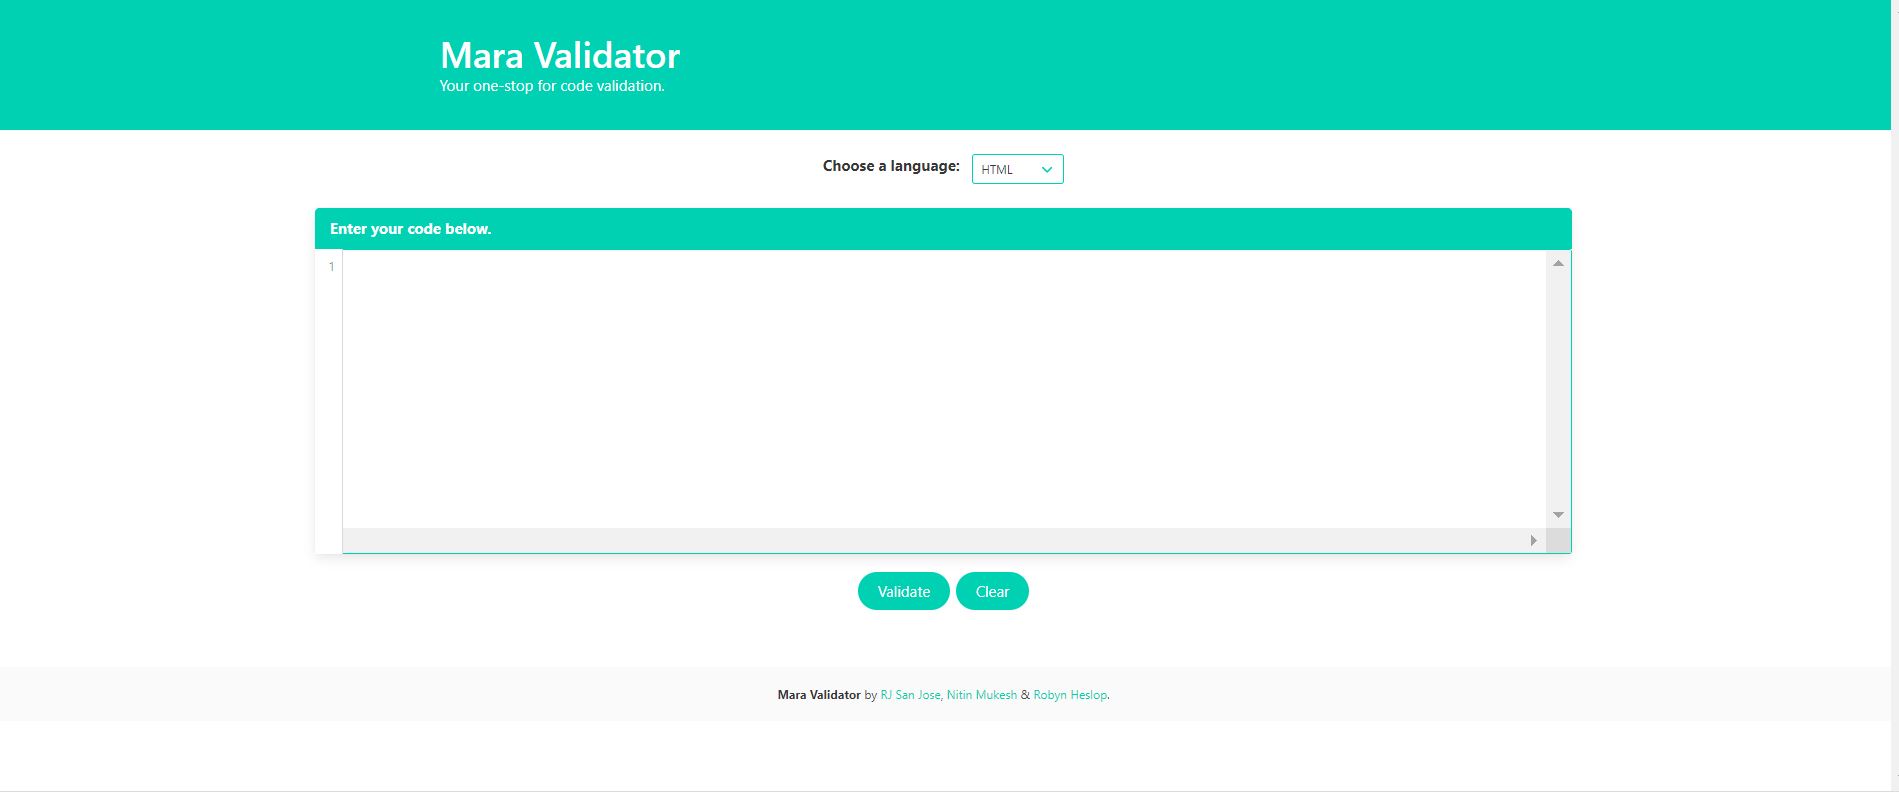 Mara Validator
Your one-stop for code validation.
Choose a language: HTML
Enter your code below.
1
Validate Clear
Mara Validator by RJ San Jose, Nitin Mukesh & Robyn Heslop.